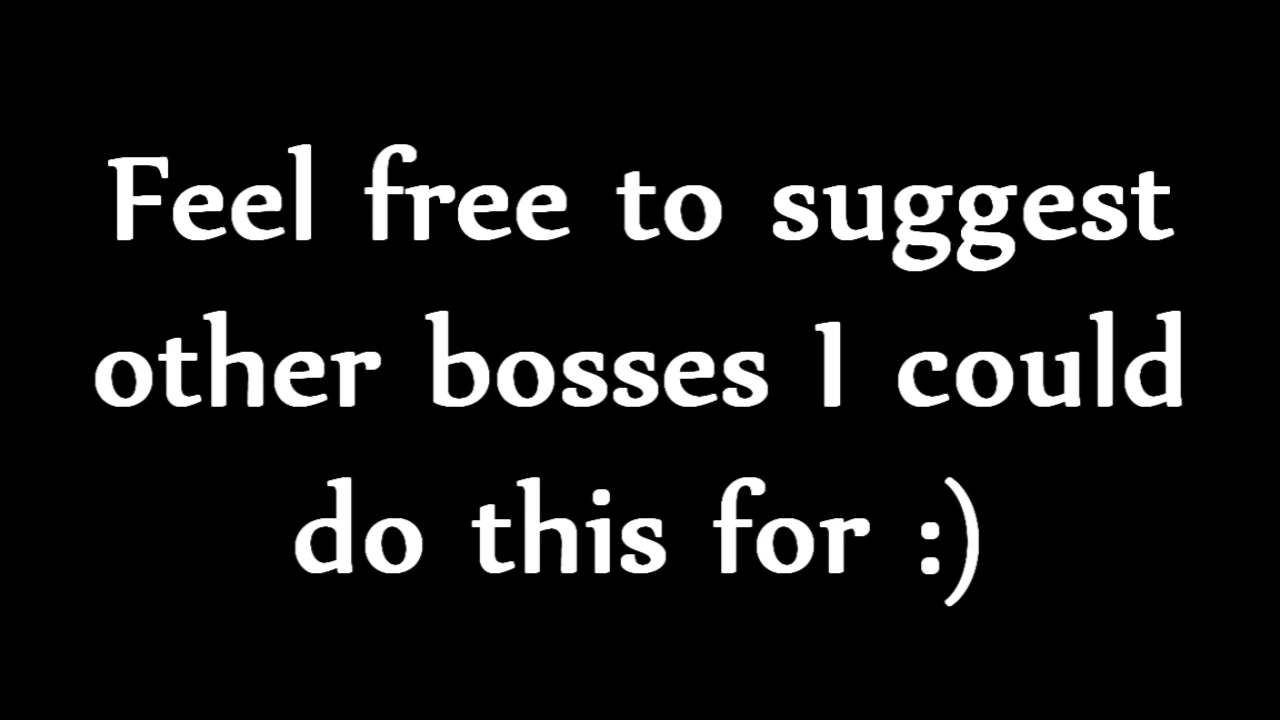 Feel free to suggest
other bosses I could
do this for :)